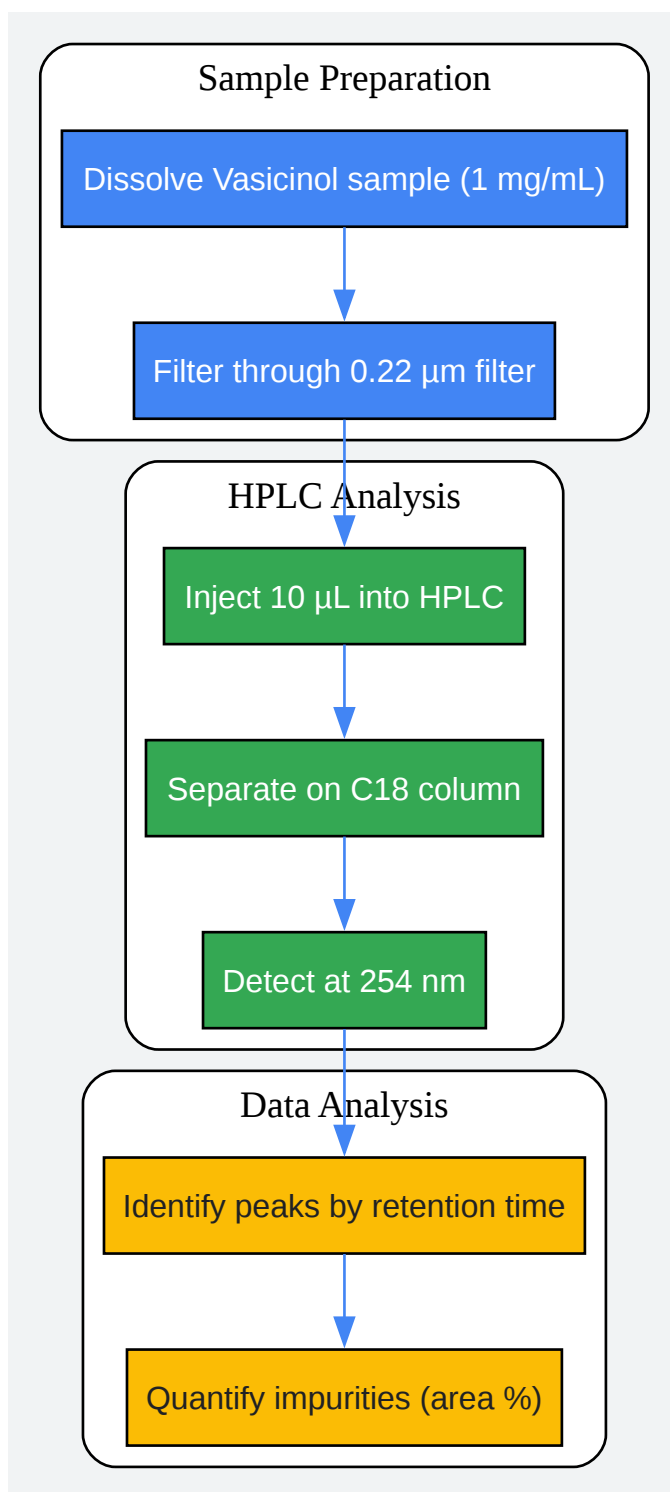 Sample Preparation
Dissolve Vasicinol sample (1 mg/mL)
Filter through 0.22 µm filter
HPLC Analysis
Inject 10 µL into HPLC
Separate on C18 column
Detect at 254 nm
Data Analysis
Identify peaks by retention time
Quantify impurities (area %)